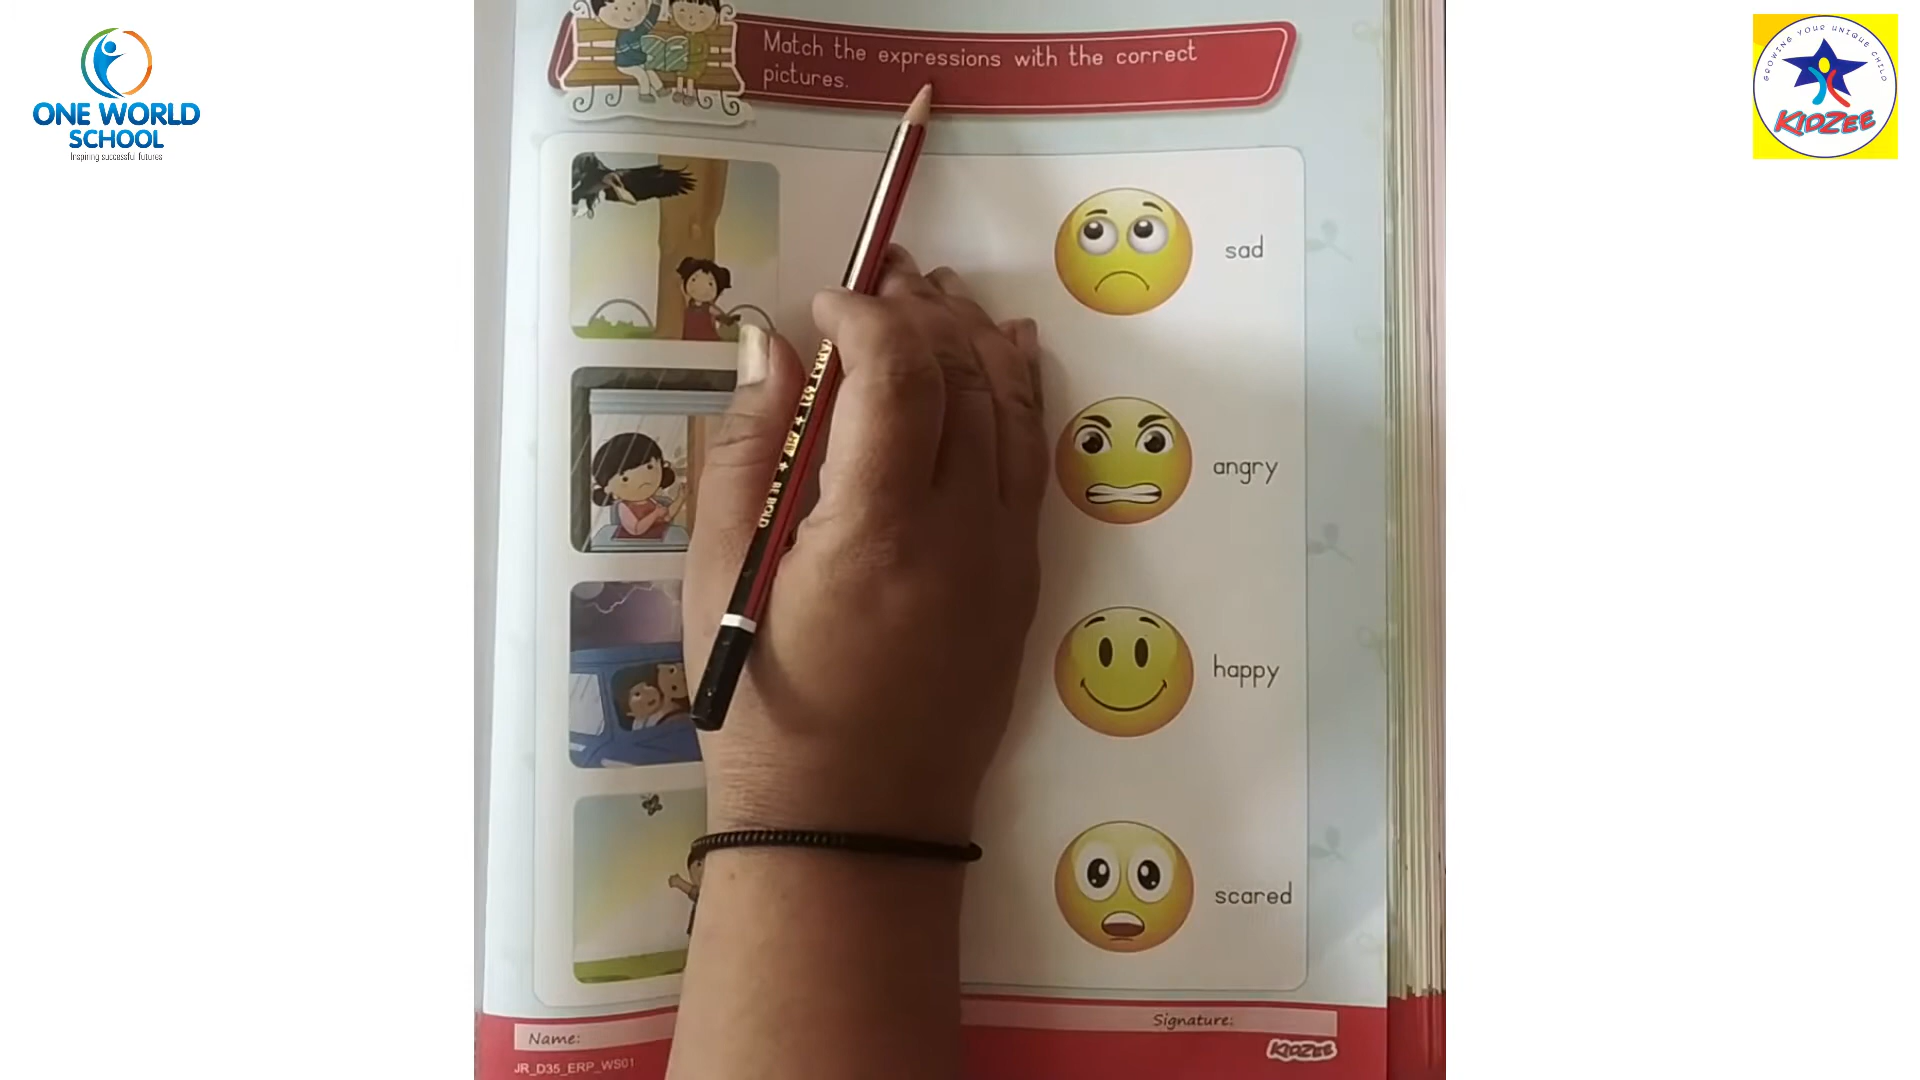 ONE WORLD
SCHOOL
Inspiring successful futures
GROWING YOUR UNIQUE CHILD
KIDZEE
Match the expressions with the correct
pictures.
sad
angry
happy
scared
Name:
Signature:
KIDZEE
JR_D35_ERP_WS01